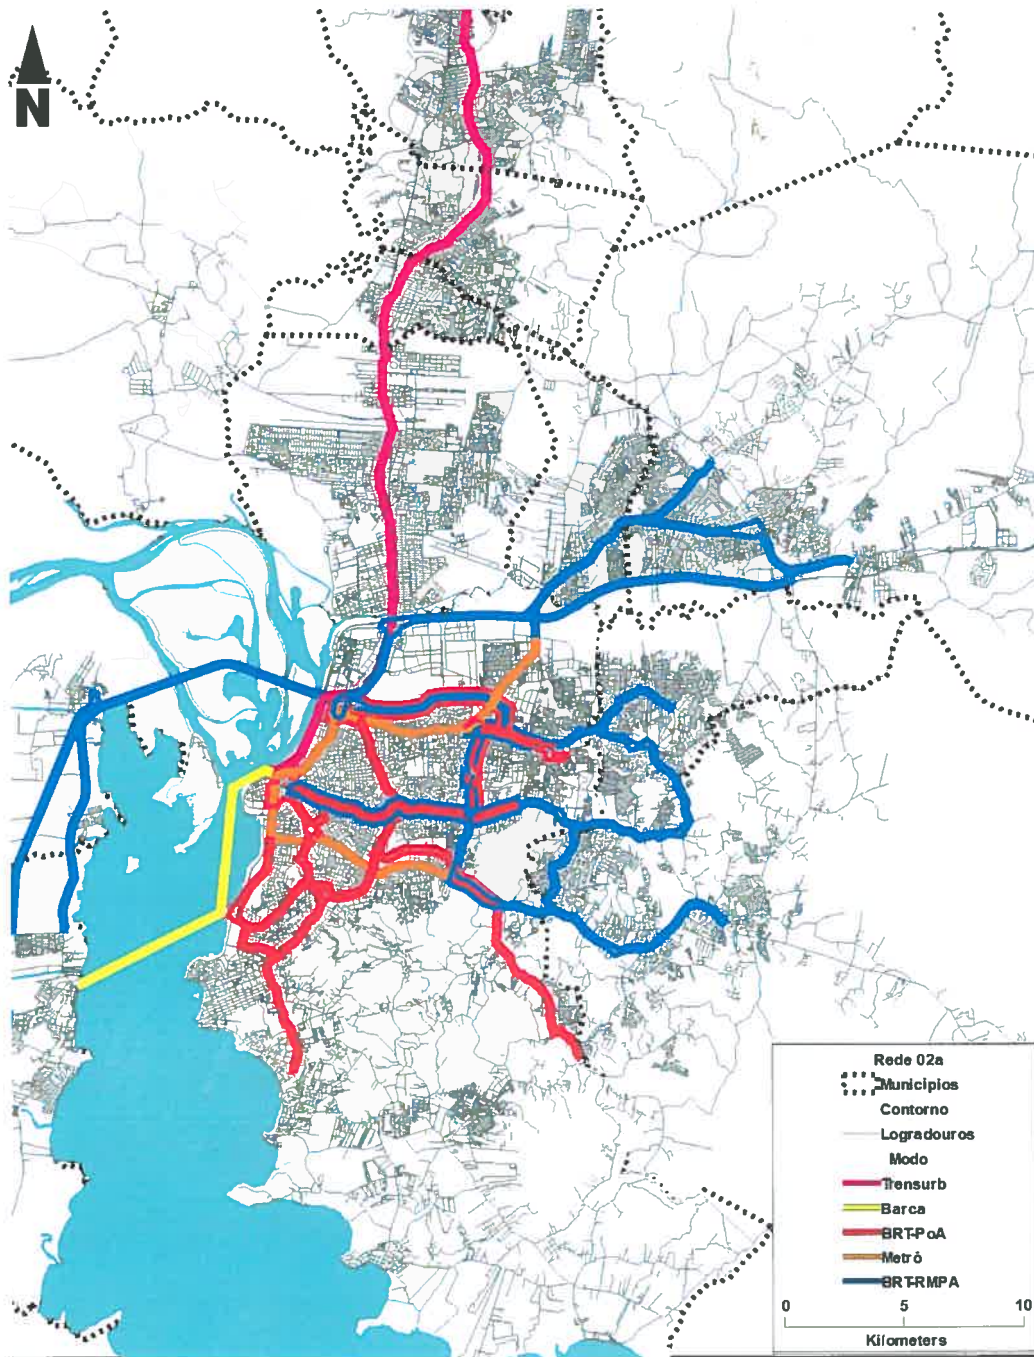 N
Rede 02a
Municipios
Contorno
Logradouros
Modo
Trensurb
Barca
BRT-PoA
Metrô
BRT-RMPA
0 5 10
Kilometers